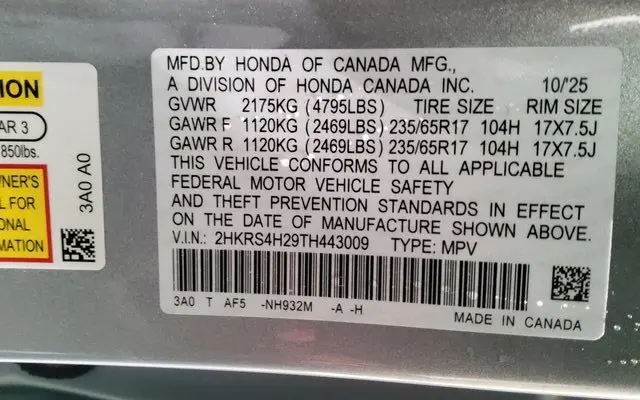 ION
AR 3
850lbs.
3A0 A0
NER'S
FOR
ONAL
MATION
MFD.BY HONDA OF CANADA MFG.,
A DIVISION OF HONDA CANADA INC. 10/'25
GVWR 2175KG (4795LBS) TIRE SIZE RIM SIZE
GAWR F 1120KG (2469LBS) 235/65R17 104H 17X7.5J
GAWR R 1120KG (2469LBS) 235/65R17 104H 17X7.5J
THIS VEHICLE CONFORMS TO ALL APPLICABLE
FEDERAL MOTOR VEHICLE SAFETY
AND THEFT PREVENTION STANDARDS IN EFFECT
ON THE DATE OF MANUFACTURE SHOWN ABOVE.
V.I.N.: 2HKRS4H29TH443009 TYPE: MPV
3A0 T AF5 -NH932M -A -H
MADE IN CANADA